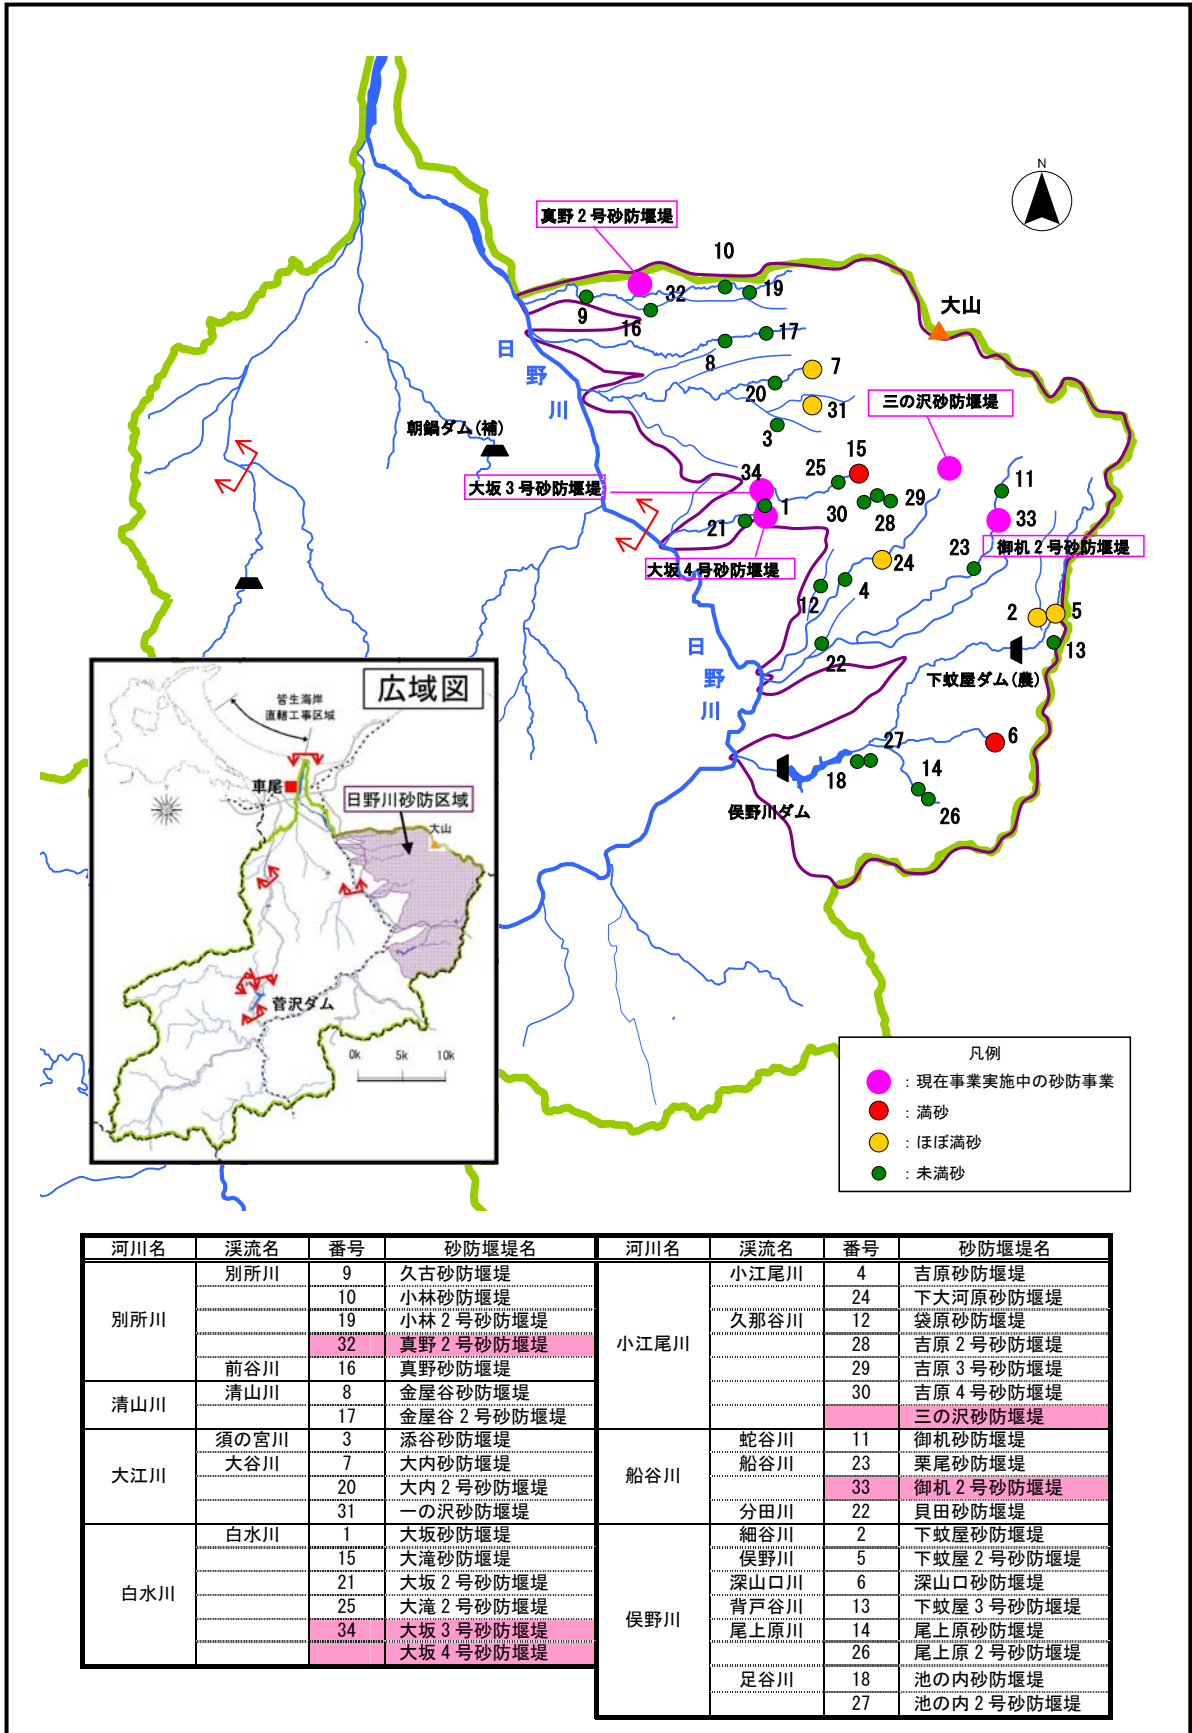 N
真野2号砂防堰堤
10
大山
32
19
9
16
日野川
17
8
7
20
三の沢砂防堰堤
31
朝鍋ダム(補)
3
15
34
25
11
大坂3号砂防堰堤
29
1
30
33
28
21
御机2号砂防堰堤
23
大坂4号砂防堰堤
24
4
12
2
5
日野川
13
22
下蚊屋ダム(農)
27
6
18
14
俣野川ダム
26
広域図
皆生海岸
直轄工事区域
車尾
日野川砂防区域
大山
菅沢ダム
0k 5k 10k
凡例
：現在事業実施中の砂防事業
：満砂
：ほぼ満砂
：未満砂
河川名 渓流名 番号 砂防堰堤名
別所川 別所川 9 久古砂防堰堤
10 小林砂防堰堤
19 小林2号砂防堰堤
32 真野2号砂防堰堤
前谷川 16 真野砂防堰堤
清山川 清山川 8 金屋谷砂防堰堤
17 金屋谷2号砂防堰堤
大江川 須の宮川 3 添谷砂防堰堤
大谷川 7 大内砂防堰堤
20 大内2号砂防堰堤
31 一の沢砂防堰堤
白水川 白水川 1 大坂砂防堰堤
15 大滝砂防堰堤
21 大坂2号砂防堰堤
25 大滝2号砂防堰堤
34 大坂3号砂防堰堤
大坂4号砂防堰堤
河川名 渓流名 番号 砂防堰堤名
小江尾川 小江尾川 4 吉原砂防堰堤
24 下大河原砂防堰堤
久那谷川 12 袋原砂防堰堤
28 吉原2号砂防堰堤
29 吉原3号砂防堰堤
30 吉原4号砂防堰堤
三の沢砂防堰堤
船谷川 蛇谷川 11 御机砂防堰堤
船谷川 23 栗尾砂防堰堤
33 御机2号砂防堰堤
分田川 22 貝田砂防堰堤
俣野川 細谷川 2 下蚊屋砂防堰堤
俣野川 5 下蚊屋2号砂防堰堤
深山口川 6 深山口砂防堰堤
背戸谷川 13 下蚊屋3号砂防堰堤
尾上原川 14 尾上原砂防堰堤
26 尾上原2号砂防堰堤
足谷川 18 池の内砂防堰堤
27 池の内2号砂防堰堤